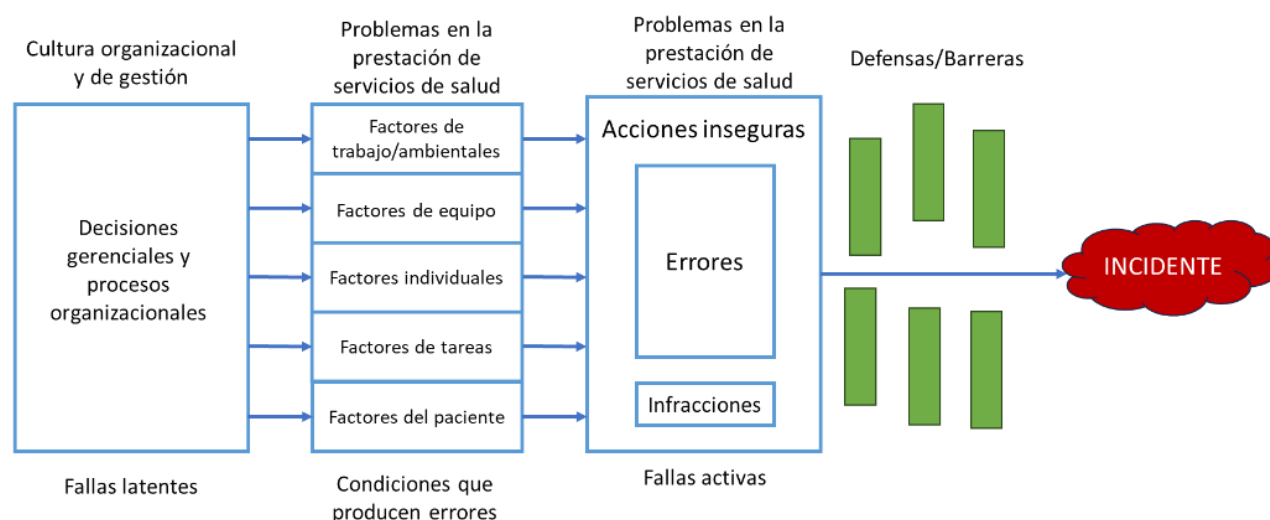 Cultura organizacional
y de gestión
Decisiones
gerenciales y
procesos
organizacionales
Fallas latentes
Problemas en la
prestación de
servicios de salud
Factores de
trabajo/ambientales
Factores de equipo
Factores individuales
Factores de tareas
Factores del paciente
Condiciones que
producen errores
Problemas en la
prestación de
servicios de salud
Acciones inseguras
Errores
Infracciones
Fallas activas
Defensas/Barreras
INCIDENTE